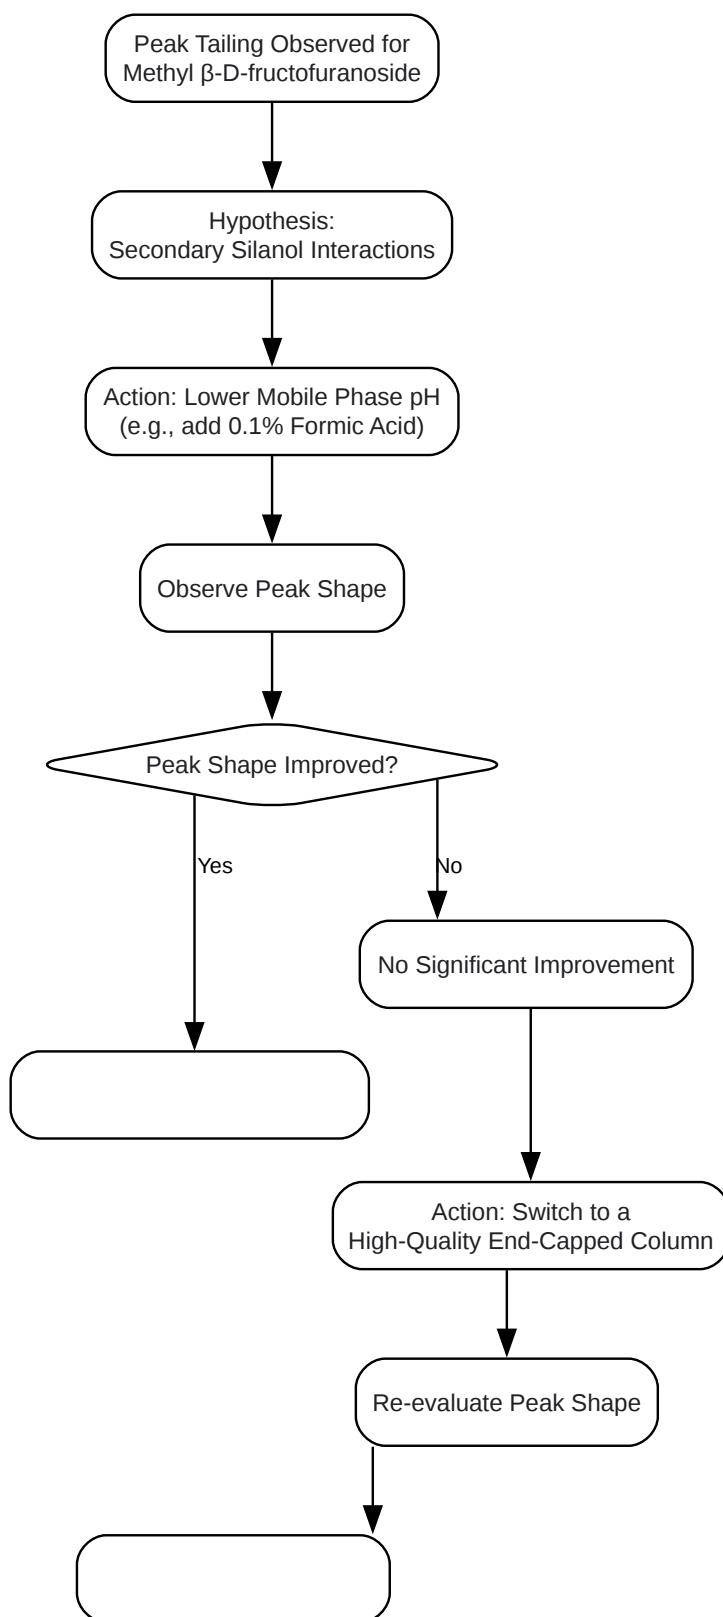 Peak Tailing Observed for
Methyl β-D-fructofuranoside
Hypothesis:
Secondary Silanol Interactions
Action: Lower Mobile Phase pH
(e.g., add 0.1% Formic Acid)
Observe Peak Shape
Peak Shape Improved?
Yes
No
No Significant Improvement
Action: Switch to a
High-Quality End-Capped Column
Re-evaluate Peak Shape